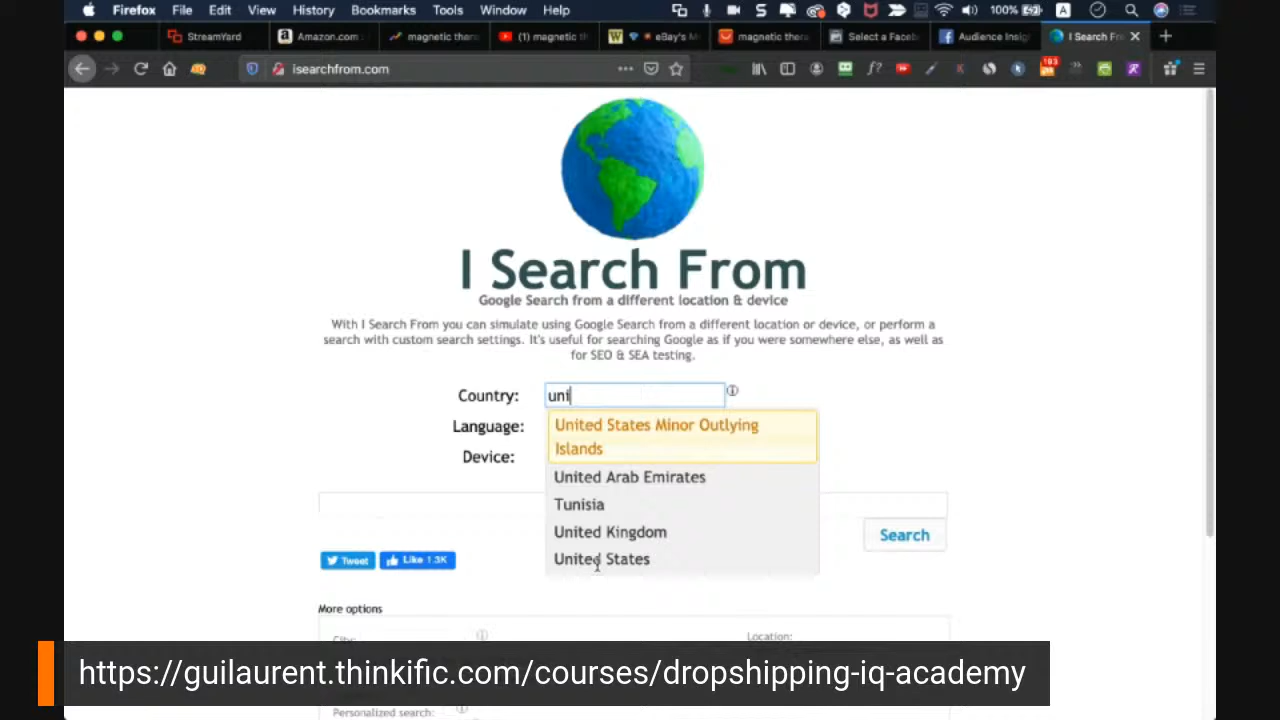 Firefox File Edit View History Bookmarks Tools Window Help 100%
StreamYard Amazon.com magnetic ther (1) magnetic th eBay's M magnetic thera Select a Faceb Audience Insig I Search Fro
isearchfrom.com 193
I Search From
Google Search from a different location & device
With I Search From you can simulate using Google Search from a different location or device, or perform a
search with custom search settings. It's useful for searching Google as if you were somewhere else, as well as
for SEO & SEA testing.
Country: uni
Language:
Device:
United States Minor Outlying
Islands
United Arab Emirates
Tunisia
United Kingdom
United States
Search
Tweet Like 1.3K
More options
City: Location:
https://guilaurent.thinkific.com/courses/dropshipping-iq-academy
Personalized search: